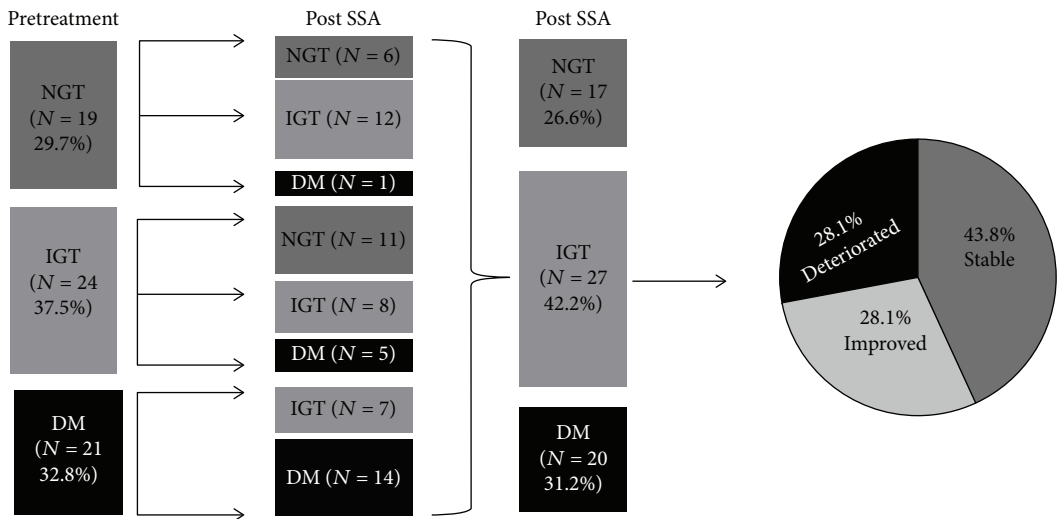 Pretreatment
NGT
(N = 19
29.7%)
IGT
(N = 24
37.5%)
DM
(N = 21
32.8%)
Post SSA
NGT (N = 6)
IGT (N = 12)
DM (N = 1)
NGT (N = 11)
IGT (N = 8)
DM (N = 5)
IGT (N = 7)
DM (N = 14)
Post SSA
NGT
(N = 17
26.6%)
IGT
(N = 27
42.2%)
DM
(N = 20
31.2%)
28.1%
Deteriorated
43.8%
Stable
28.1%
Improved